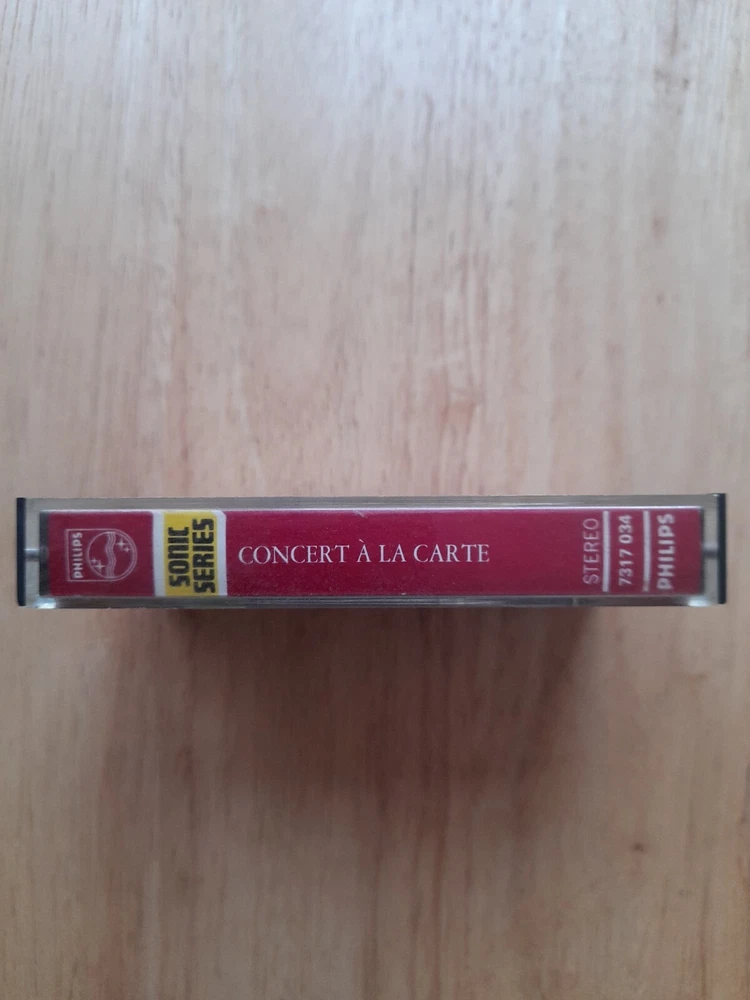 PHILIPS
SONIC
SERIES
CONCERT À LA CARTE
STEREO
7317 034
PHILIPS